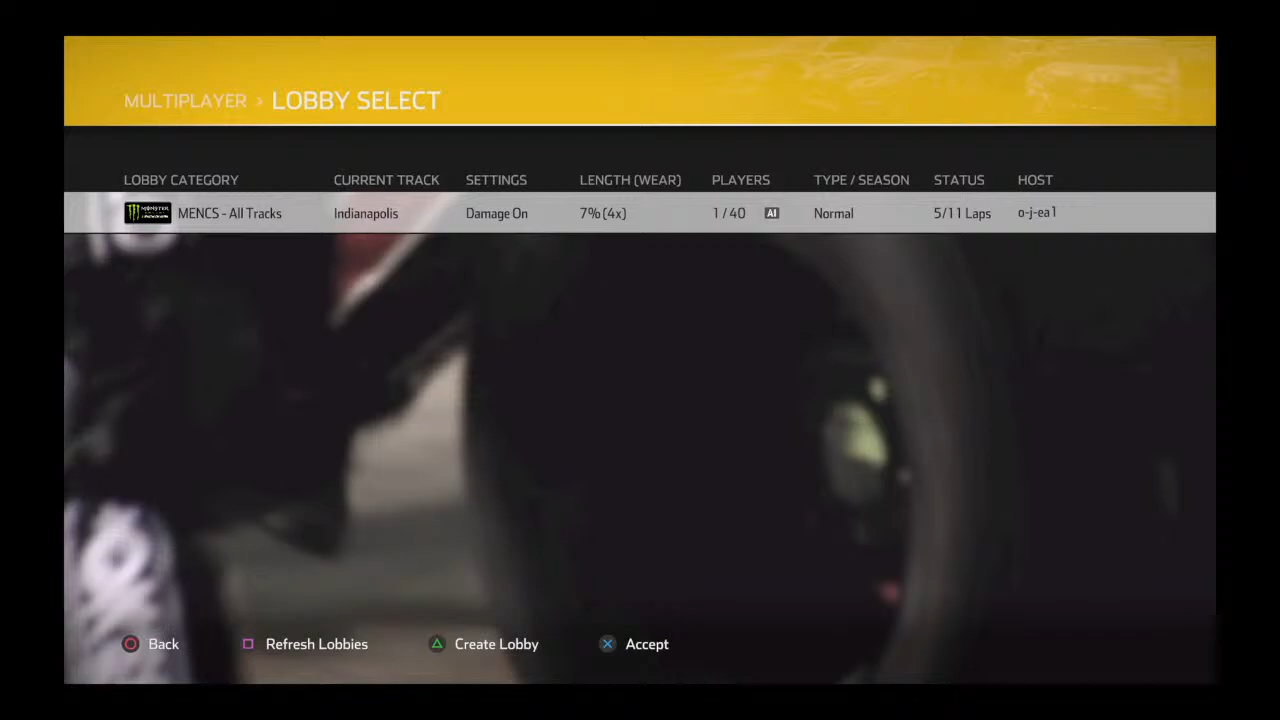 MULTIPLAYER › LOBBY SELECT
LOBBY CATEGORY CURRENT TRACK SETTINGS LENGTH (WEAR) PLAYERS TYPE / SEASON STATUS HOST
MONSTER MENCS - All Tracks Indianapolis Damage On 7% (4x) 1 / 40 AI Normal 5/11 Laps o-j-ea1
Back Refresh Lobbies Create Lobby Accept